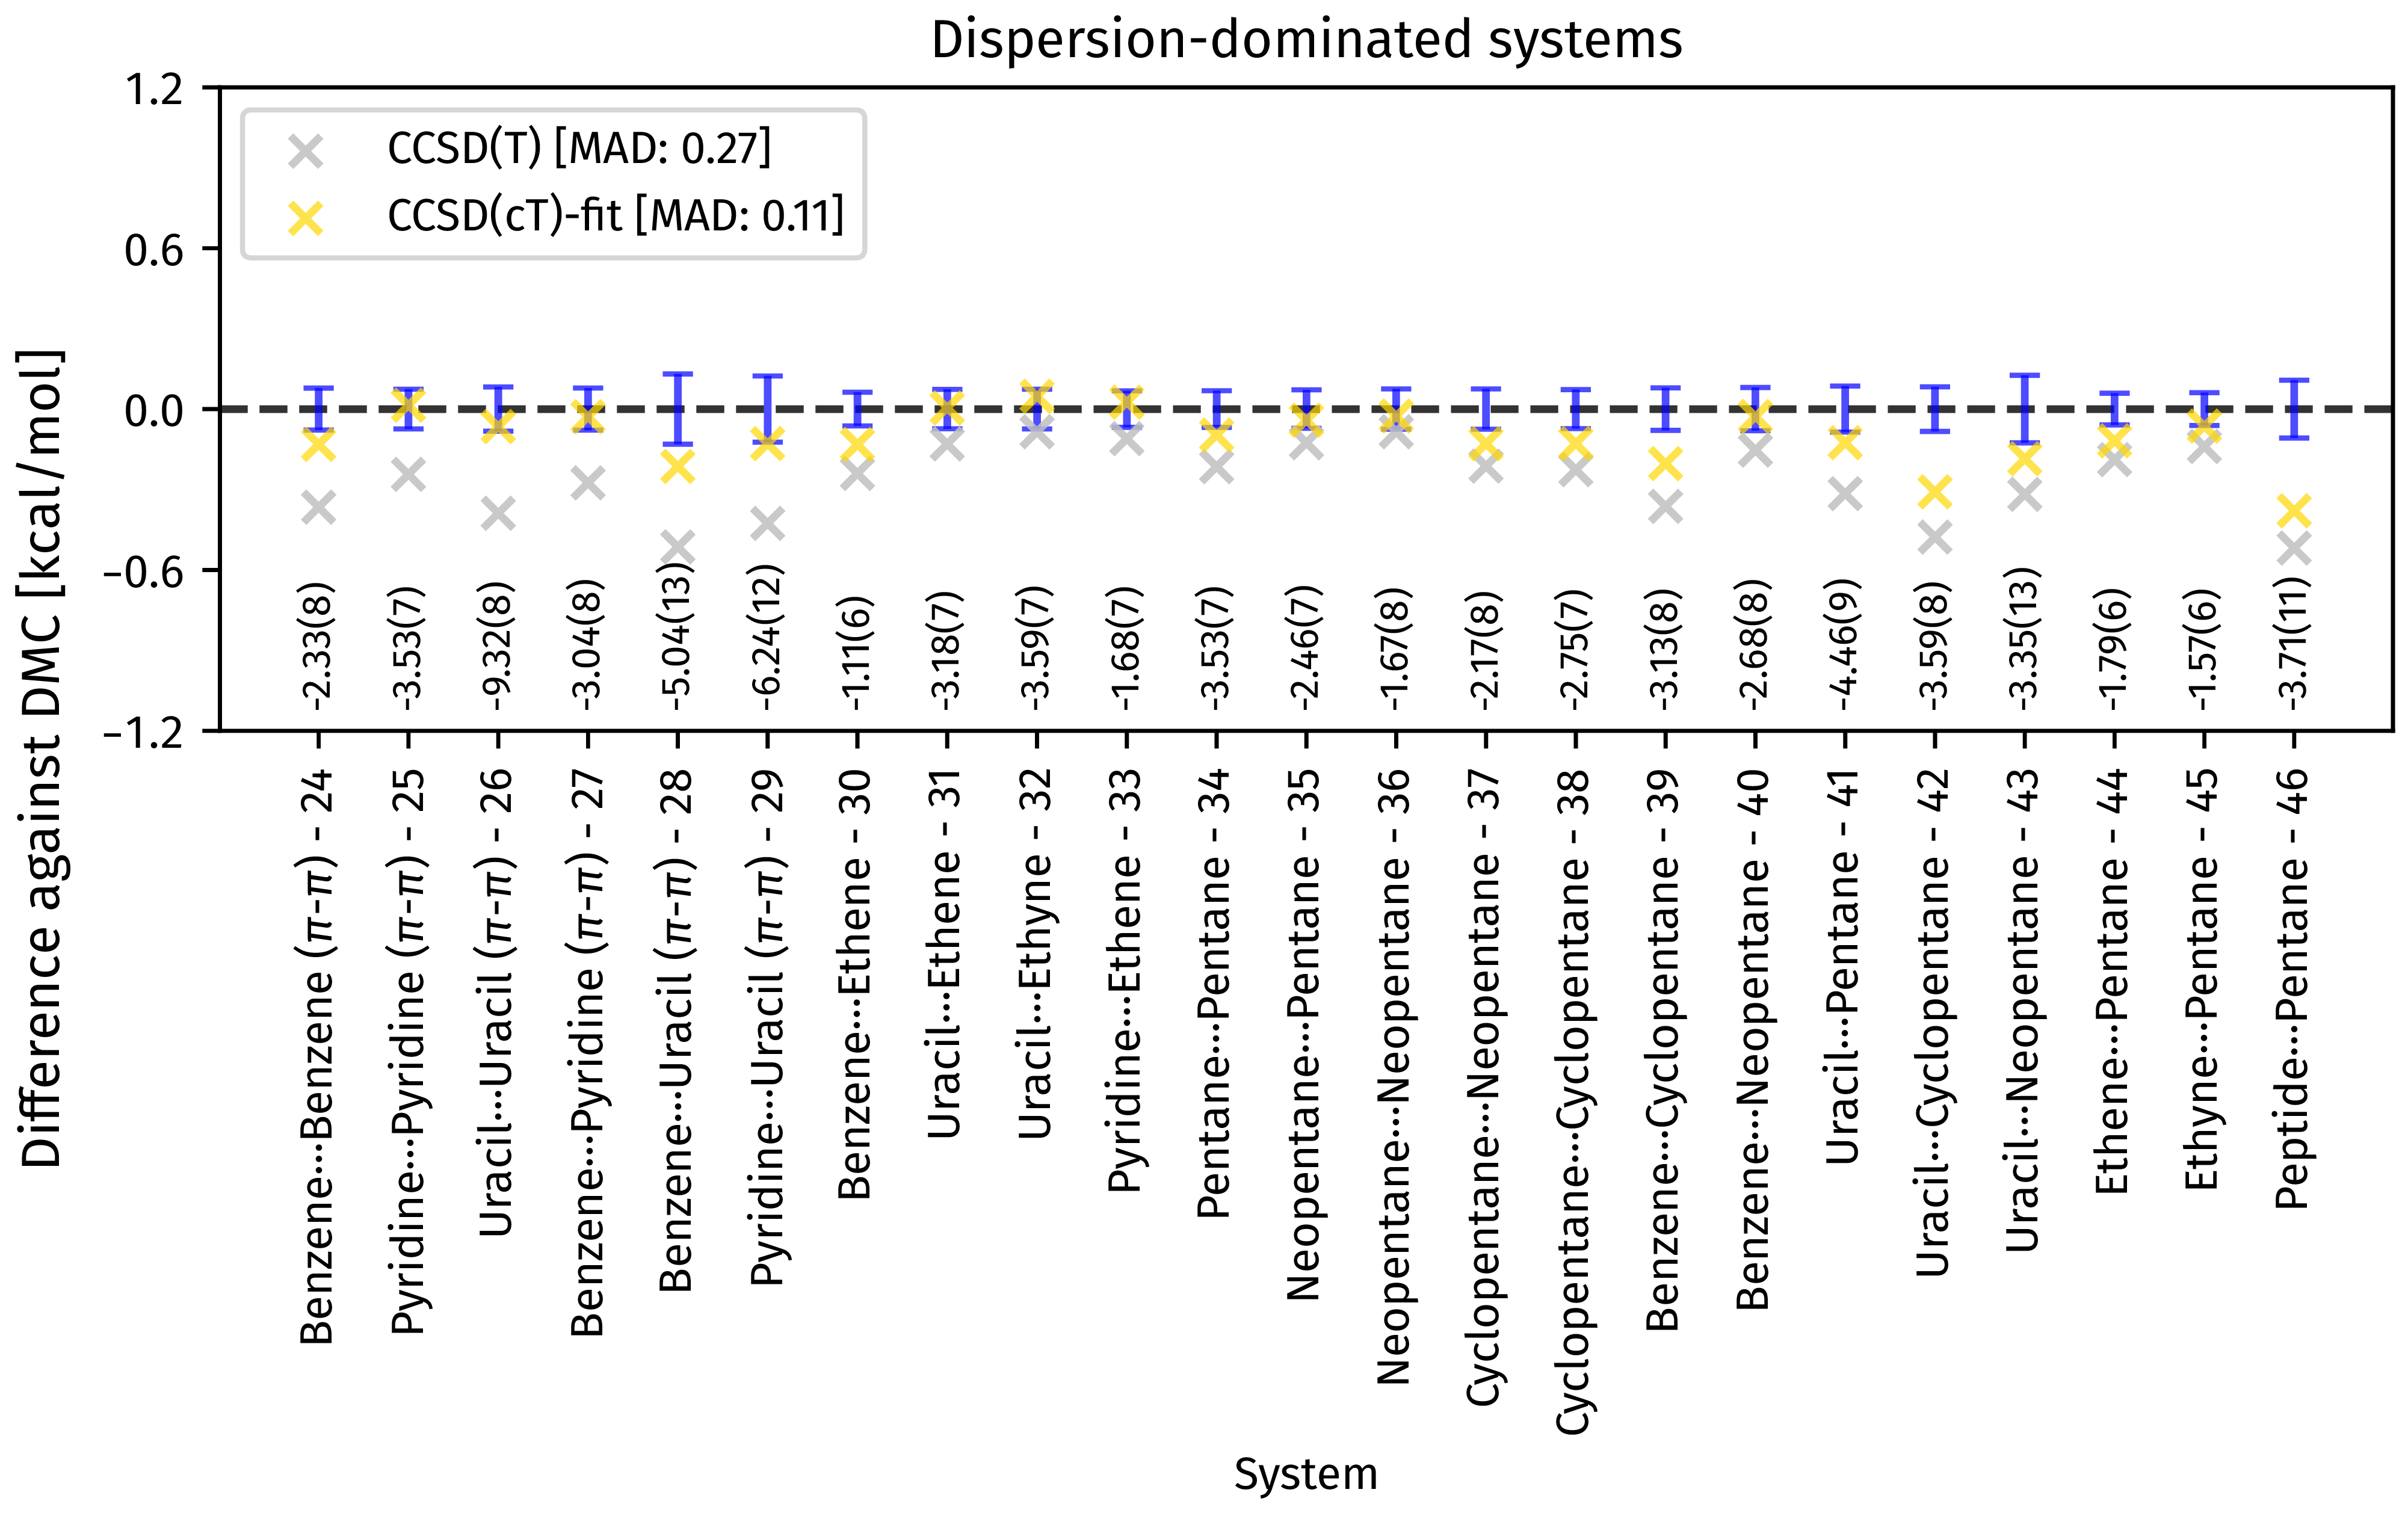 Dispersion-dominated systems
Difference against DMC [kcal/mol]
1.2
0.6
0.0
−0.6
−1.2
CCSD(T) [MAD: 0.27]
CCSD(cT)-fit [MAD: 0.11]
-2.33(8)
-3.53(7)
-9.32(8)
-3.04(8)
-5.04(13)
-6.24(12)
-1.11(6)
-3.18(7)
-3.59(7)
-1.68(7)
-3.53(7)
-2.46(7)
-1.67(8)
-2.17(8)
-2.75(7)
-3.13(8)
-2.68(8)
-4.46(9)
-3.59(8)
-3.35(13)
-1.79(6)
-1.57(6)
-3.71(11)
Benzene···Benzene (π-π) - 24
Pyridine···Pyridine (π-π) - 25
Uracil···Uracil (π-π) - 26
Benzene···Pyridine (π-π) - 27
Benzene···Uracil (π-π) - 28
Pyridine···Uracil (π-π) - 29
Benzene···Ethene - 30
Uracil···Ethene - 31
Uracil···Ethyne - 32
Pyridine···Ethene - 33
Pentane···Pentane - 34
Neopentane···Pentane - 35
Neopentane···Neopentane - 36
Cyclopentane···Neopentane - 37
Cyclopentane···Cyclopentane - 38
Benzene···Cyclopentane - 39
Benzene···Neopentane - 40
Uracil···Pentane - 41
Uracil···Cyclopentane - 42
Uracil···Neopentane - 43
Ethene···Pentane - 44
Ethyne···Pentane - 45
Peptide···Pentane - 46
System